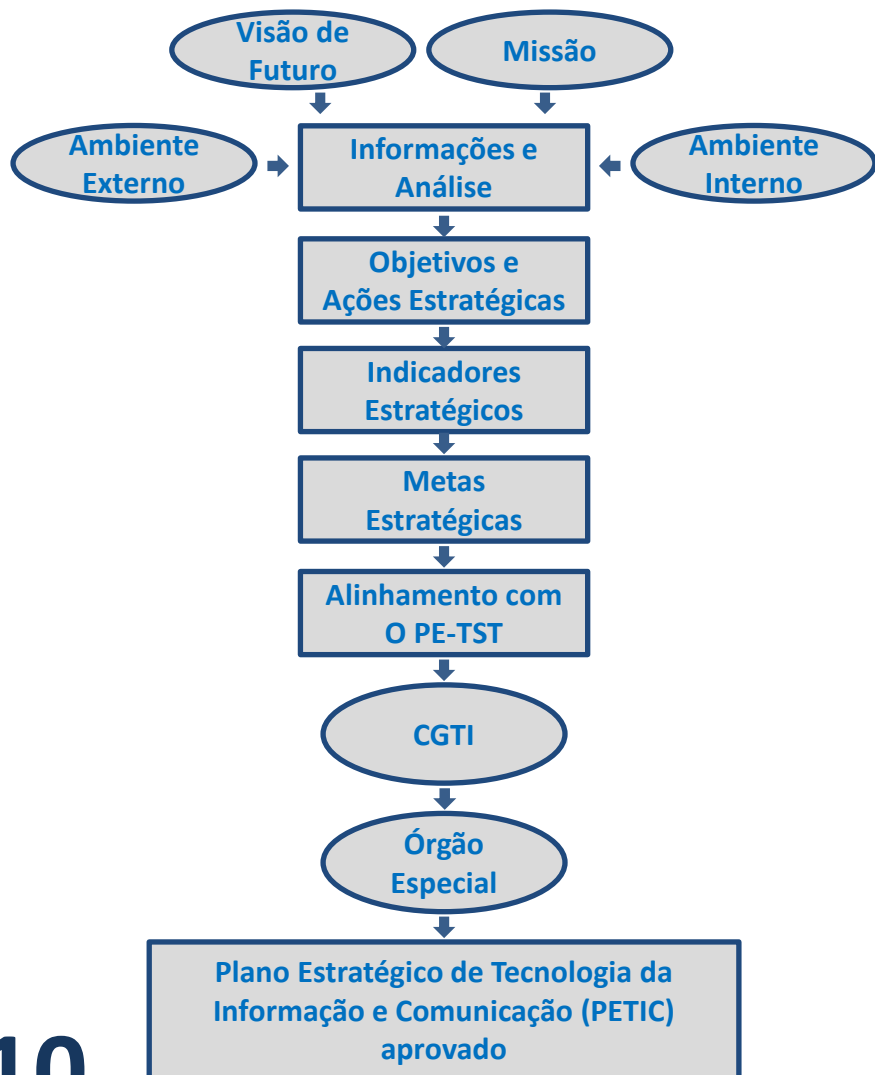 Visão de
Futuro
Missão
Ambiente
Externo
Informações e
Análise
Ambiente
Interno
Objetivos e
Ações Estratégicas
Indicadores
Estratégicos
Metas
Estratégicas
Alinhamento com
O PE-TST
CGTI
Órgão
Especial
Plano Estratégico de Tecnologia da
Informação e Comunicação (PETIC)
aprovado
10